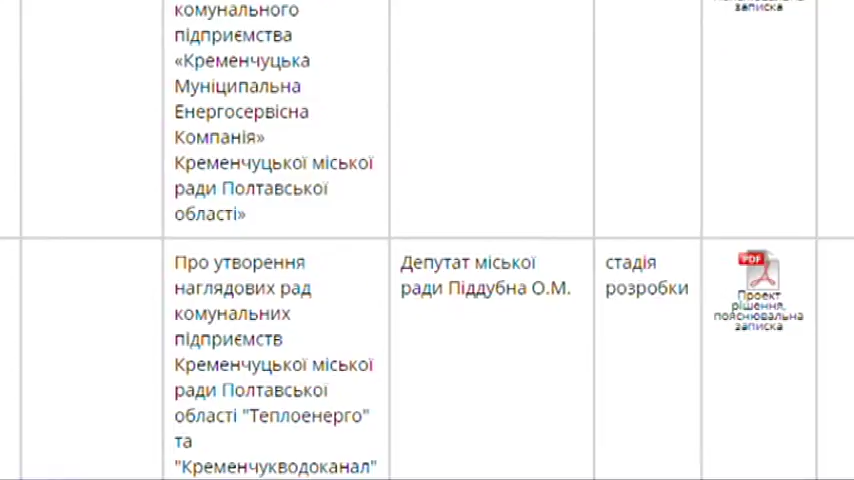 комунального
підприємства
«Кременчуцька
Муніципальна
Енергосервісна
Компанія»
Кременчуцької міської
ради Полтавської
області»
записка
Про утворення
наглядових рад
комунальних
підприємств
Кременчуцької міської
ради Полтавської
області "Теплоенерго"
та
"Кременчукводоканал"
Депутат міської
ради Піддубна О.М.
стадія
розробки
PDF
Проект
рішення,
пояснювальна
записка